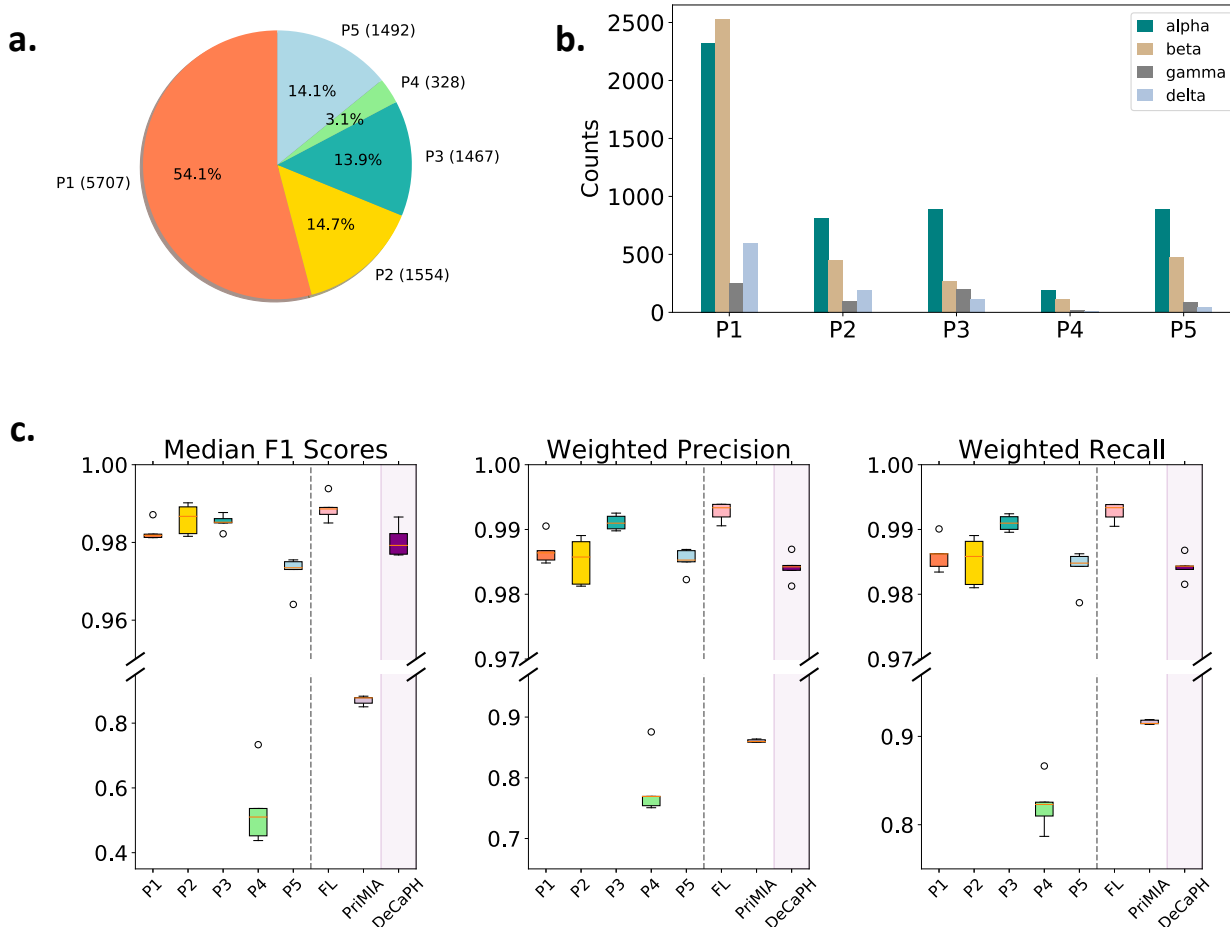 a.
P5 (1492)
P4 (328)
14.1%
3.1%
P3 (1467)
13.9%
P1 (5707)
54.1%
14.7%
P2 (1554)
b.
Counts
2500
2000
1500
1000
500
0
alpha
beta
gamma
delta
P1 P2 P3 P4 P5
c.
Median F1 Scores
1.00
0.98
0.96
0.8
0.6
0.4
P1 P2 P3 P4 P5 FL PriMIA DeCaPH
Weighted Precision
1.00
0.99
0.98
0.97
0.9
0.8
0.7
P1 P2 P3 P4 P5 FL PriMIA DeCaPH
Weighted Recall
1.00
0.99
0.98
0.97
0.9
0.8
P1 P2 P3 P4 P5 FL PriMIA DeCaPH